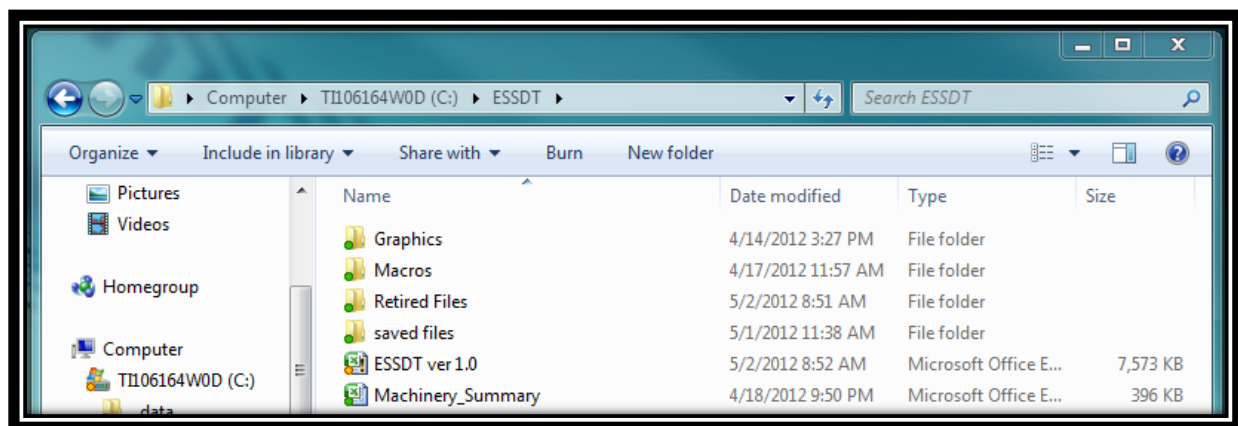 Computer TI106164W0D (C:) ESSDT Search ESSDT
Organize Include in library Share with Burn New folder
Pictures Name Date modified Type Size
Videos
Graphics 4/14/2012 3:27 PM File folder
Macros 4/17/2012 11:57 AM File folder
Homegroup
Retired Files 5/2/2012 8:51 AM File folder
saved files 5/1/2012 11:38 AM File folder
Computer
ESSDT ver 1.0 5/2/2012 8:52 AM Microsoft Office E... 7,573 KB
TI106164W0D (C:)
Machinery_Summary 4/18/2012 9:50 PM Microsoft Office E... 396 KB
data